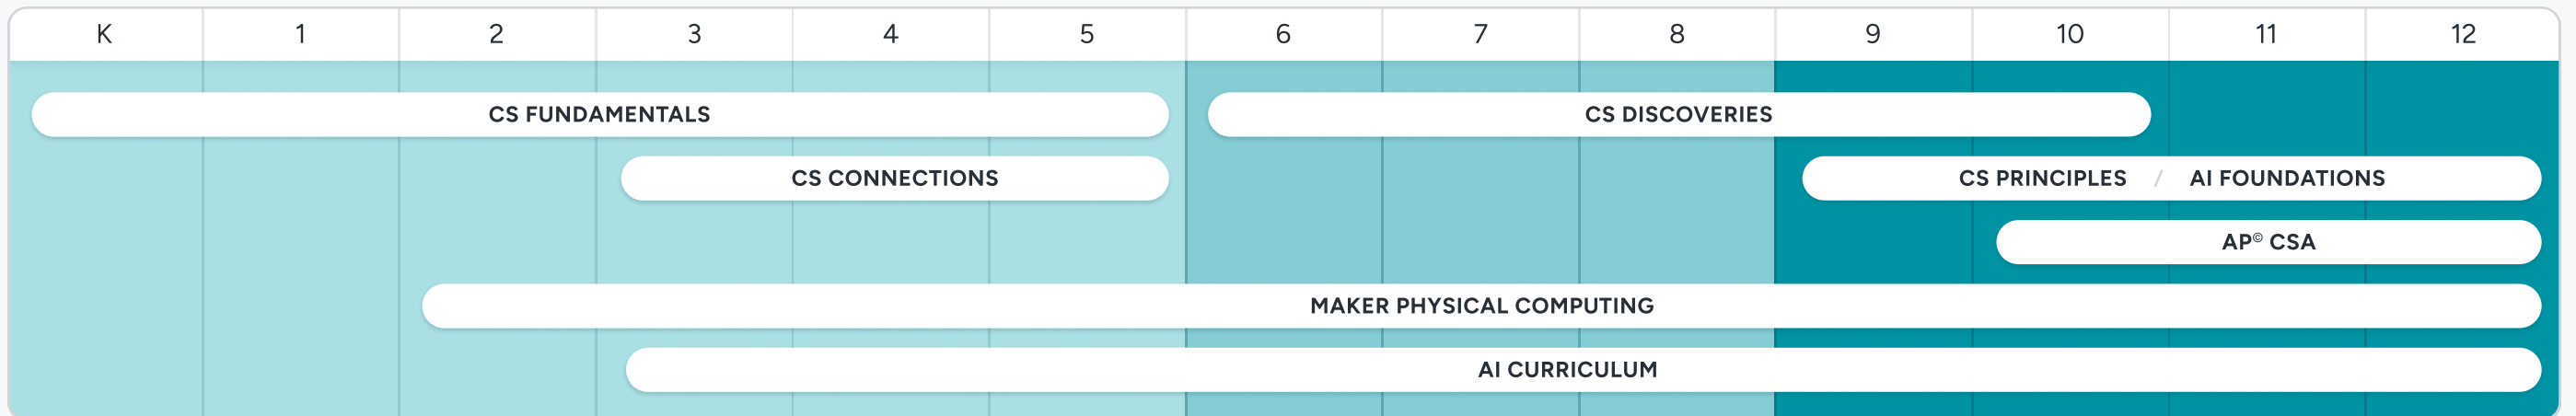 K 1 2 3 4 5 6 7 8 9 10 11 12
CS FUNDAMENTALS CS DISCOVERIES
CS CONNECTIONS CS PRINCIPLES / AI FOUNDATIONS
AP© CSA
MAKER PHYSICAL COMPUTING
AI CURRICULUM